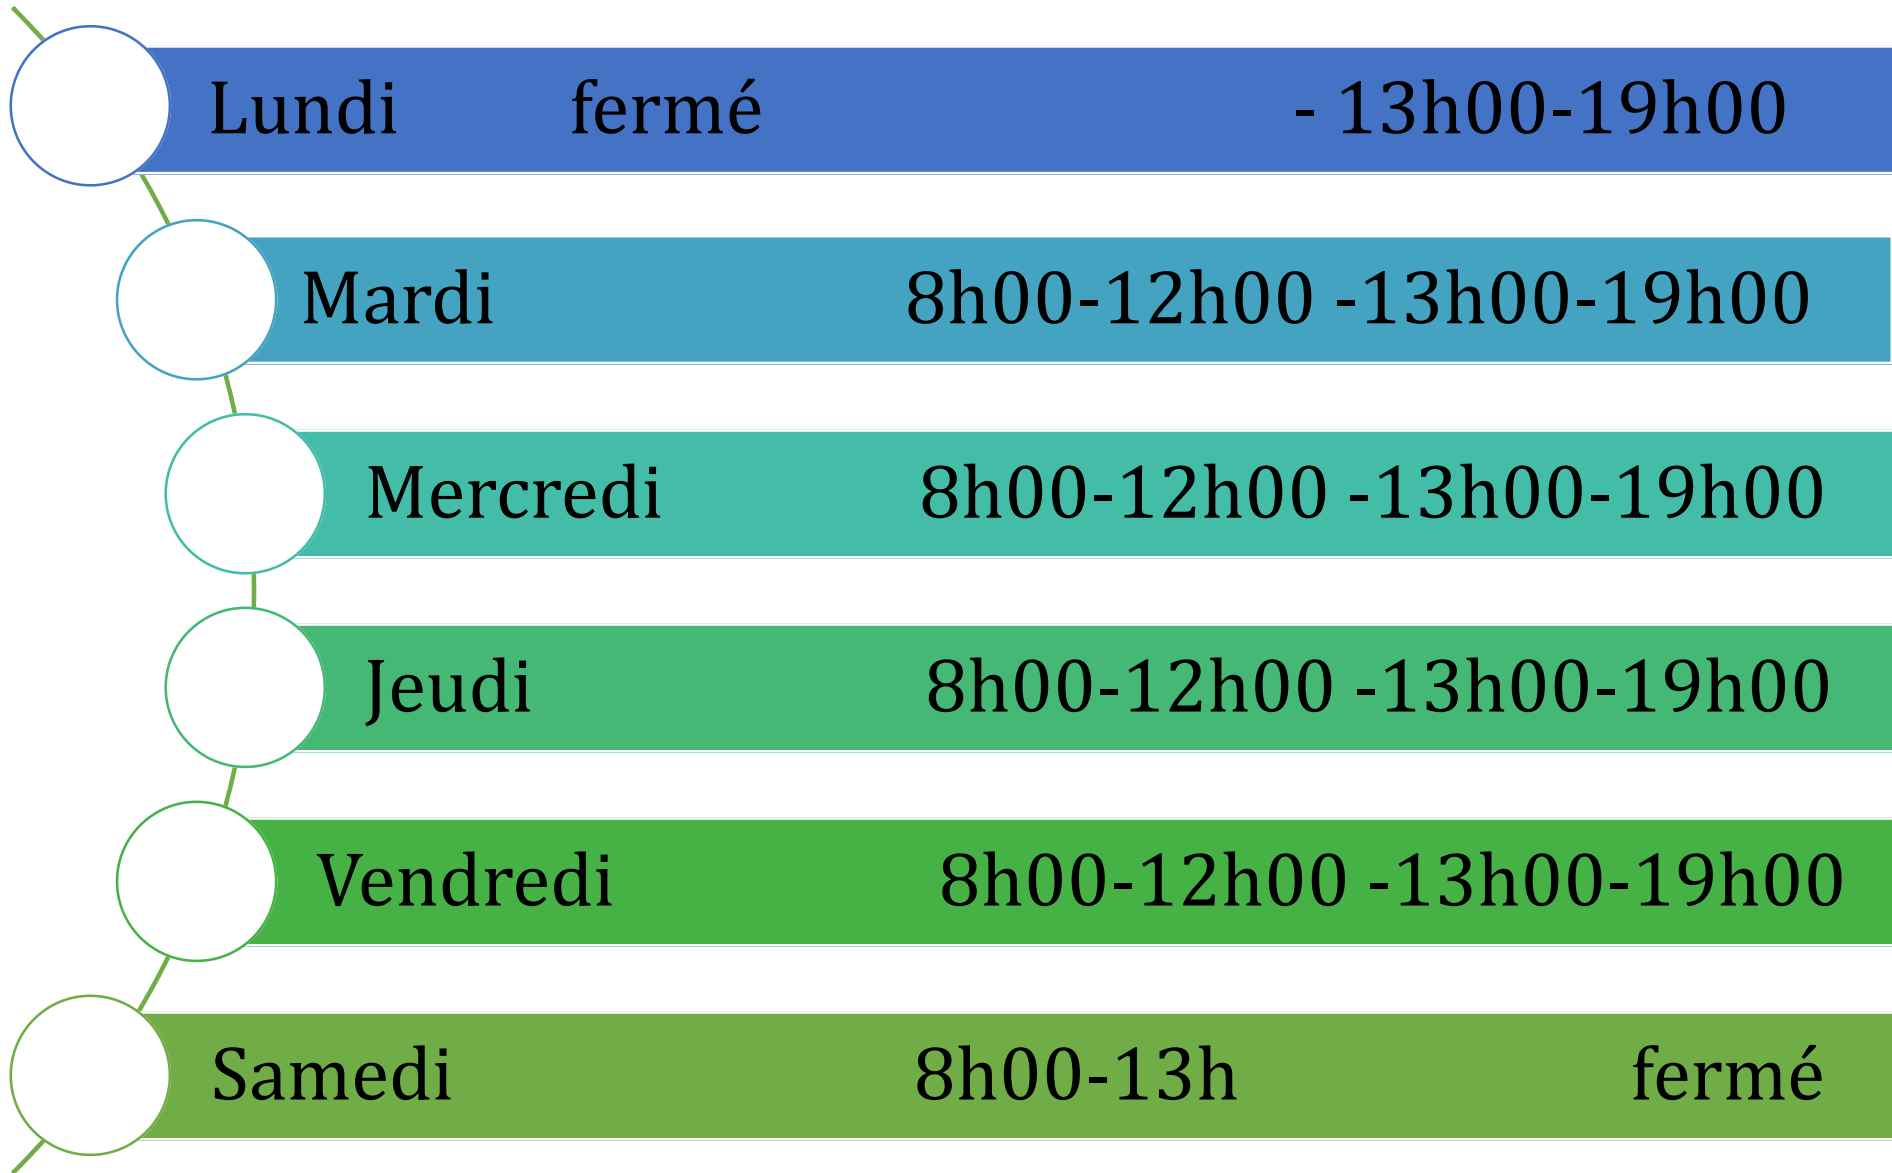 Lundi fermé - 13h00-19h00
Mardi 8h00-12h00 -13h00-19h00
Mercredi 8h00-12h00 -13h00-19h00
Jeudi 8h00-12h00 -13h00-19h00
Vendredi 8h00-12h00 -13h00-19h00
Samedi 8h00-13h fermé